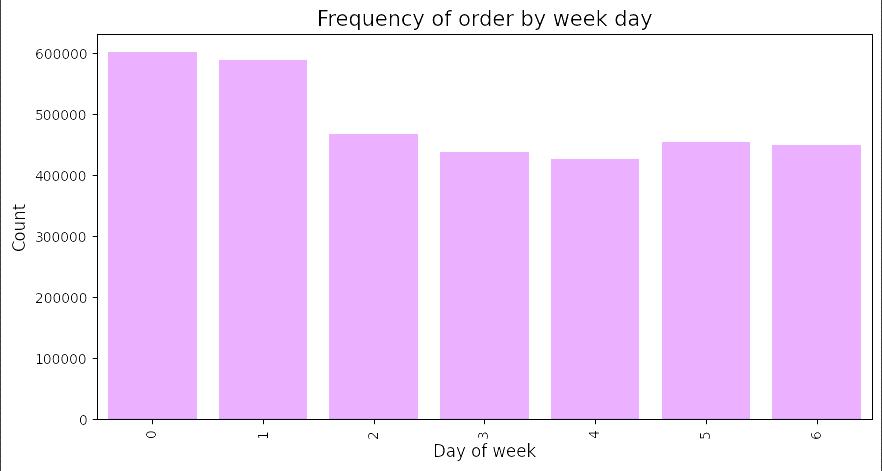 Frequency of order by week day
Count
600000
500000
400000
300000
200000
100000
0
0 1 2 3 4 5 6
Day of week